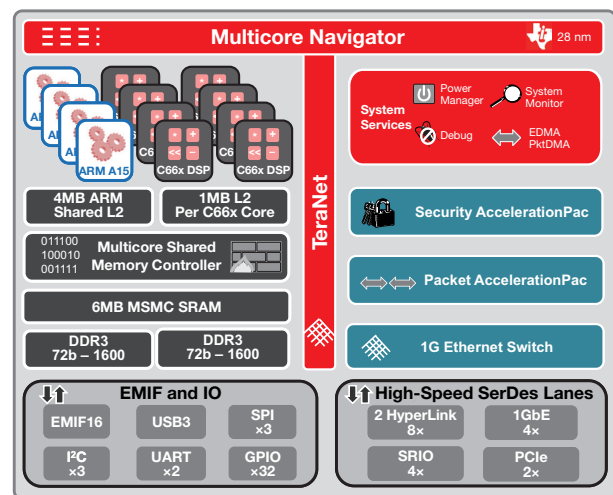 Multicore Navigator
28 nm
AR
AR
AR
ARM A15
C6
C6
C66x DSP
C66x DSP
4MB ARM
Shared L2
1MB L2
Per C66x Core
011100
100010
001111
Multicore Shared
Memory Controller
6MB MSMC SRAM
DDR3
72b – 1600
DDR3
72b – 1600
TeraNet
System
Services
Power
Manager
System
Monitor
Debug
EDMA
PktDMA
Security AccelerationPac
Packet AccelerationPac
1G Ethernet Switch
EMIF and IO
EMIF16
USB3
SPI
×3
I²C
×3
UART
×2
GPIO
×32
High-Speed SerDes Lanes
2 HyperLink
8×
1GbE
4×
SRIO
4×
PCIe
2×